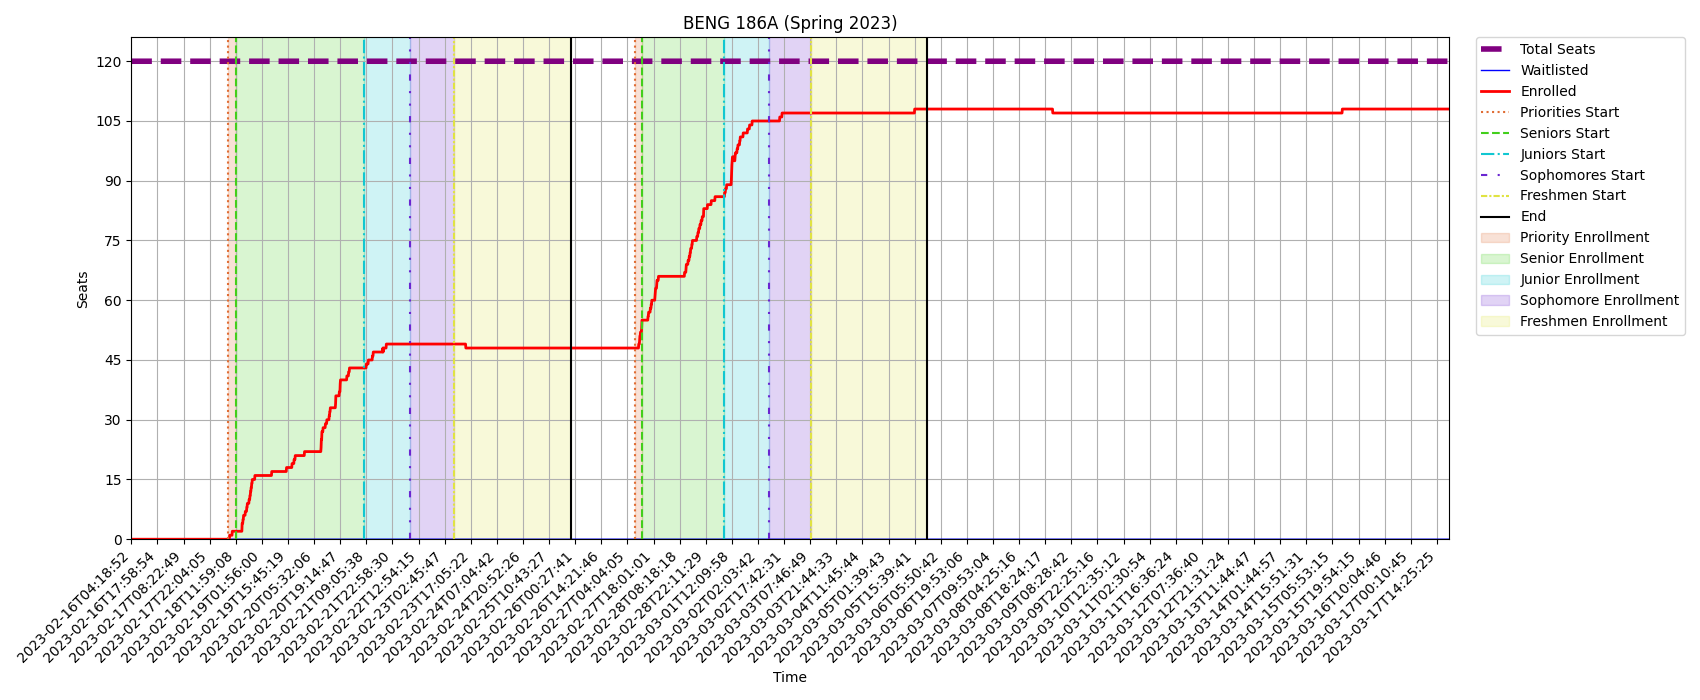 BENG 186A (Spring 2023)
Total Seats
Waitlisted
Enrolled
Priorities Start
Seniors Start
Juniors Start
Sophomores Start
Freshmen Start
End
Priority Enrollment
Senior Enrollment
Junior Enrollment
Sophomore Enrollment
Freshmen Enrollment
Seats
120
105
90
75
60
45
30
15
0
2023-02-16T04:18:52
2023-02-16T17:58:54
2023-02-17T08:22:49
2023-02-17T22:04:05
2023-02-18T11:59:08
2023-02-19T01:56:00
2023-02-19T15:45:19
2023-02-20T05:32:06
2023-02-20T19:14:47
2023-02-21T09:05:38
2023-02-21T22:58:30
2023-02-22T12:54:15
2023-02-23T02:45:47
2023-02-23T17:05:22
2023-02-24T07:04:42
2023-02-24T20:52:26
2023-02-25T10:43:27
2023-02-26T00:27:41
2023-02-26T14:21:46
2023-02-27T04:04:05
2023-02-27T18:01:01
2023-02-28T08:18:19
2023-02-28T22:11:29
2023-03-01T12:09:58
2023-03-02T02:03:42
2023-03-02T17:42:31
2023-03-03T07:46:49
2023-03-03T21:44:33
2023-03-04T11:45:44
2023-03-05T01:39:43
2023-03-05T15:39:41
2023-03-06T05:50:42
2023-03-06T19:53:06
2023-03-07T09:53:04
2023-03-08T04:25:16
2023-03-08T18:24:17
2023-03-09T08:28:42
2023-03-09T22:25:16
2023-03-10T12:35:12
2023-03-11T02:30:54
2023-03-11T16:36:24
2023-03-12T07:36:40
2023-03-12T21:31:24
2023-03-13T11:44:47
2023-03-14T01:44:57
2023-03-14T15:51:31
2023-03-15T05:53:15
2023-03-15T19:54:15
2023-03-16T10:04:46
2023-03-17T00:10:45
2023-03-17T14:25:25
Time